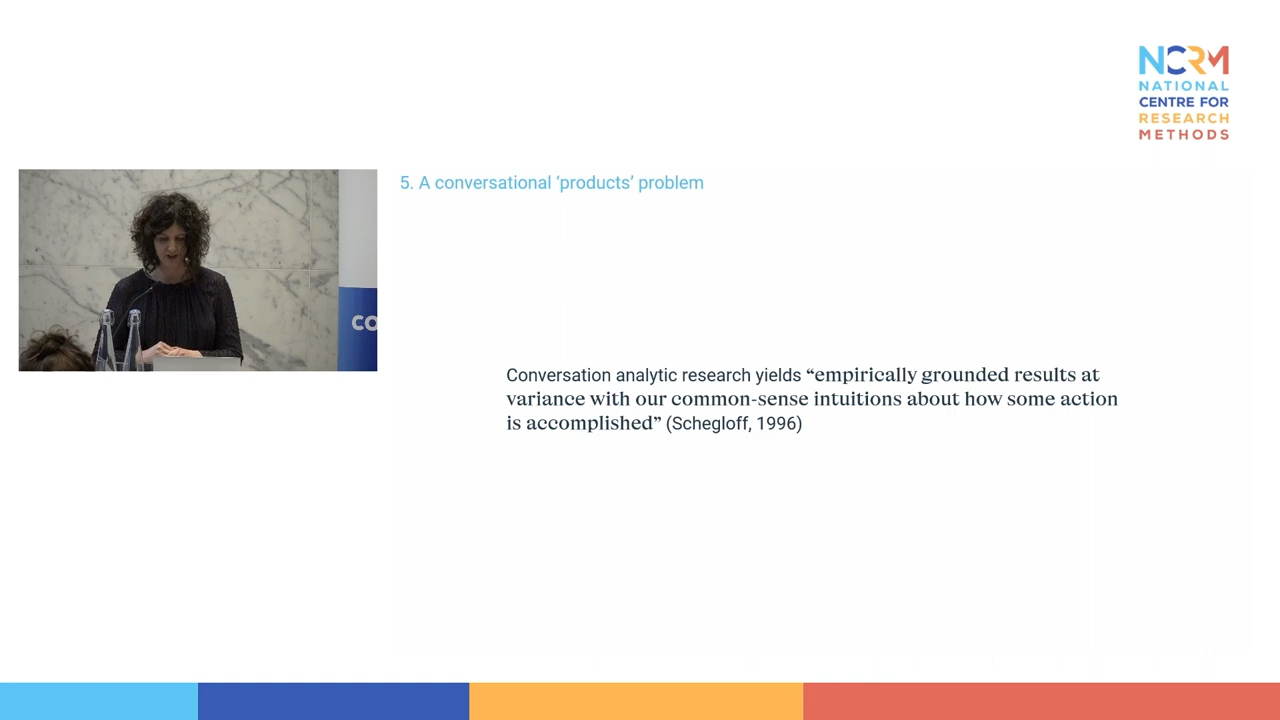 NCRM
NATIONAL
CENTRE FOR
RESEARCH
METHODS
5. A conversational ‘products’ problem
CO
Conversation analytic research yields “empirically grounded results at
variance with our common-sense intuitions about how some action
is accomplished” (Schegloff, 1996)